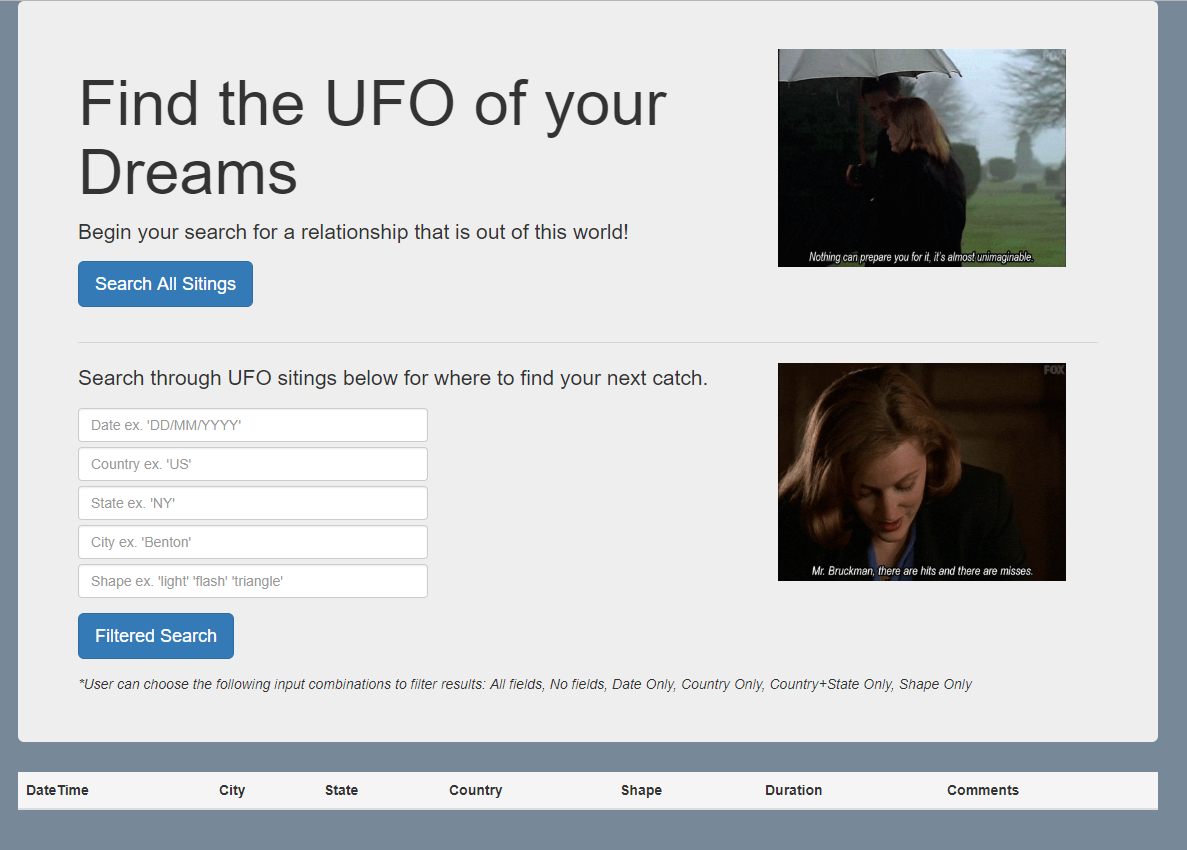 Find the UFO of your
Dreams
Begin your search for a relationship that is out of this world!
Search All Sitings
Nothing can prepare you for it, it's almost unimaginable.
Search through UFO sitings below for where to find your next catch.
FOX
Date ex. 'DD/MM/YYYY'
Country ex. 'US'
State ex. 'NY'
City ex. 'Benton'
Shape ex. 'light' 'flash' 'triangle'
Mr. Bruckman, there are hits and there are misses.
Filtered Search
*User can choose the following input combinations to filter results: All fields, No fields, Date Only, Country Only, Country+State Only, Shape Only
DateTime City State Country Shape Duration Comments